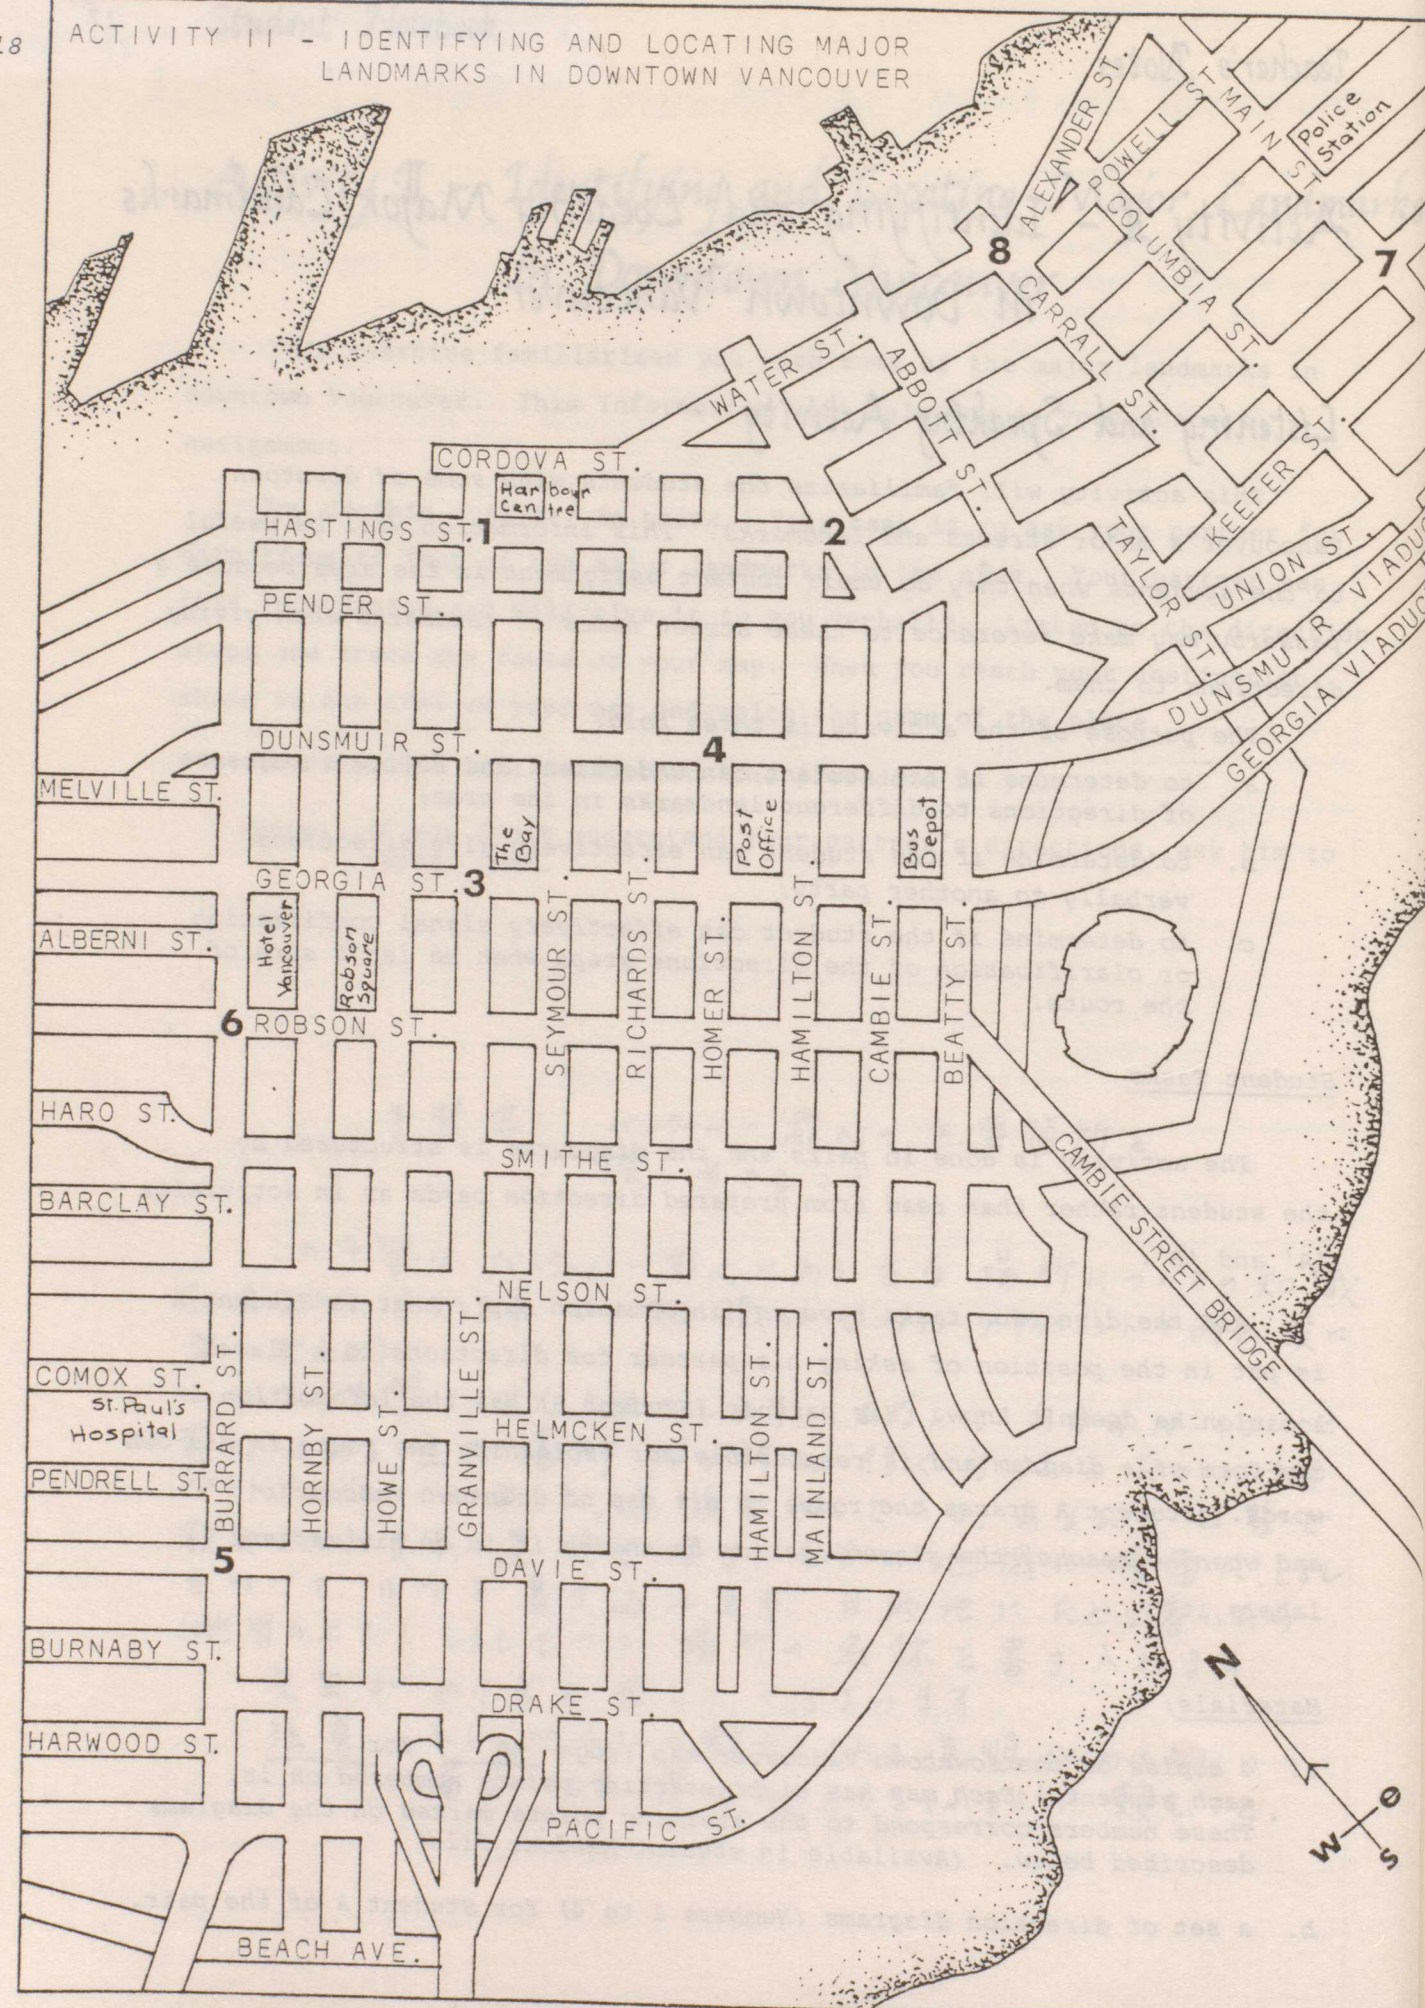 18
ACTIVITY II - IDENTIFYING AND LOCATING MAJOR
LANDMARKS IN DOWNTOWN VANCOUVER
ALEXANDER ST.
POWELL ST
MAIN ST.
Police
Station
8
COLUMBIA ST
7
CARRALL ST.
WATER ST.
ABBOTT ST.
CORDOVA ST.
Harbour
Centre
KEEFER ST.
HASTINGS ST.
1
2
TAYLOR ST.
UNION ST.
PENDER ST.
DUNSMUIR VIADUC
GEORGIA VIADUC
DUNSMUIR ST.
4
MELVILLE ST.
The
Bay
Post
Office
Bus
Depot
GEORGIA ST.
3
ALBERNI ST.
Hotel
Vancouver
Robson
Square
6
ROBSON ST.
SEYMOUR ST.
RICHARDS ST.
HOMER ST.
HAMILTON ST.
CAMBIE ST.
BEATTY ST.
HARO ST.
SMITHE ST.
CAMBIE STREET BRIDGE
BARCLAY ST.
NELSON ST.
COMOX ST.
St. Paul's
Hospital
BURRARD ST.
HORNBY ST.
HOWE ST.
GRANVILLE ST.
HELMCKEN ST.
HAMILTON ST.
MAINLAND ST.
PENDRELL ST.
5
DAVIE ST.
BURNABY ST.
N
DRAKE ST.
HARWOOD ST.
PACIFIC ST.
e
W
S
BEACH AVE.